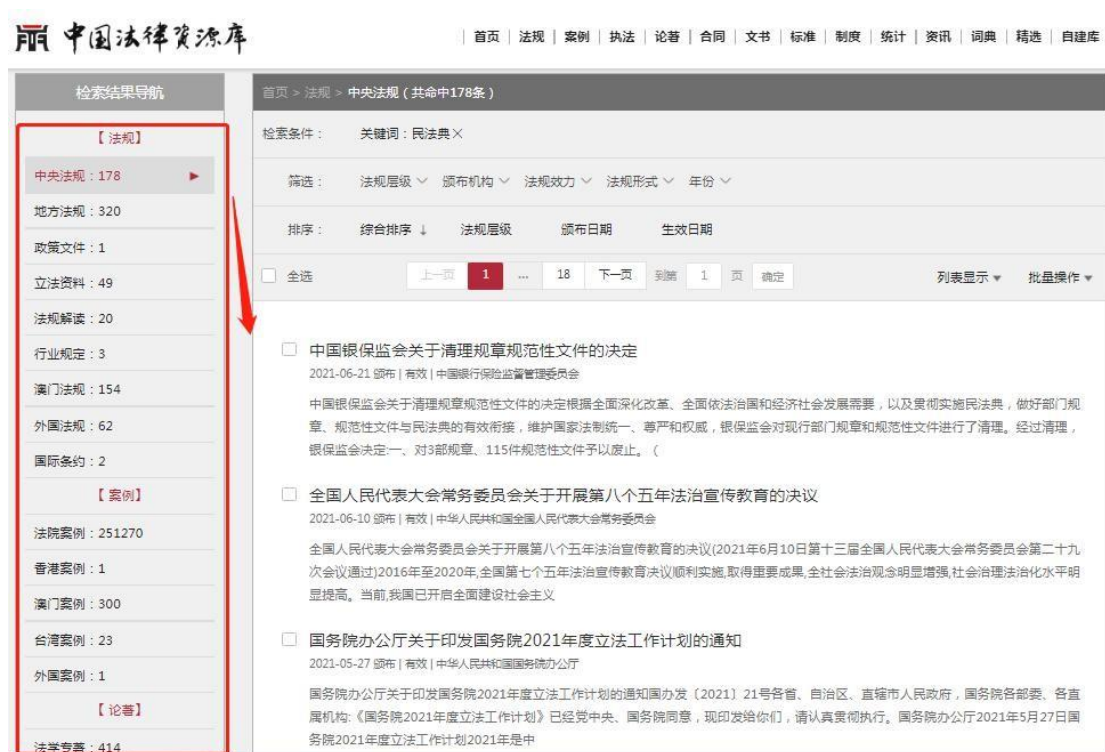 中国法律资源库
首页 | 法规 | 案例 | 执法 | 论著 | 合同 | 文书 | 标准 | 制度 | 统计 | 资讯 | 词典 | 精选 | 自建库
检索结果导航
【法规】
中央法规：178
地方法规：320
政策文件：1
立法资料：49
法规解读：20
行业规定：3
澳门法规：154
外国法规：62
国际条约：2
【案例】
法院案例：251270
香港案例：1
澳门案例：300
台湾案例：23
外国案例：1
【论著】
法学专著：414
首页 > 法规 > 中央法规（共命中178条）
检索条件： 关键词：民法典×
筛选： 法规层级 颁布机构 法规效力 法规形式 年份
排序： 综合排序↓ 法规层级 颁布日期 生效日期
全选 上一页 1 ... 18 下一页 到第 1 页 确定 列表显示 批量操作
中国银保监会关于清理规章规范性文件的决定
2021-06-21 颁布 | 有效 | 中国银行保险监督管理委员会
中国银保监会关于清理规章规范性文件的决定根据全面深化改革、全面依法治国和经济社会发展需要，以及贯彻实施民法典，做好部门规
章、规范性文件与民法典的有效衔接，维护国家法制统一、尊严和权威，银保监会对现行部门规章和规范性文件进行了清理。经过清理，
银保监会决定:一、对3部规章、115件规范性文件予以废止。（
全国人民代表大会常务委员会关于开展第八个五年法治宣传教育的决议
2021-06-10 颁布 | 有效 | 中华人民共和国全国人民代表大会常务委员会
全国人民代表大会常务委员会关于开展第八个五年法治宣传教育的决议(2021年6月10日第十三届全国人民代表大会常务委员会第二十九
次会议通过)2016年至2020年,全国第七个五年法治宣传教育决议顺利实施,取得重要成果,全社会法治观念明显增强,社会治理法治化水平明
显提高。当前,我国已开启全面建设社会主义
国务院办公厅关于印发国务院2021年度立法工作计划的通知
2021-05-27 颁布 | 有效 | 中华人民共和国国务院办公厅
国务院办公厅关于印发国务院2021年度立法工作计划的通知国办发〔2021〕21号各省、自治区、直辖市人民政府，国务院各部委、各直
属机构:《国务院2021年度立法工作计划》已经党中央、国务院同意，现印发给你们，请认真贯彻执行。国务院办公厅2021年5月27日国
务院2021年度立法工作计划2021年是中